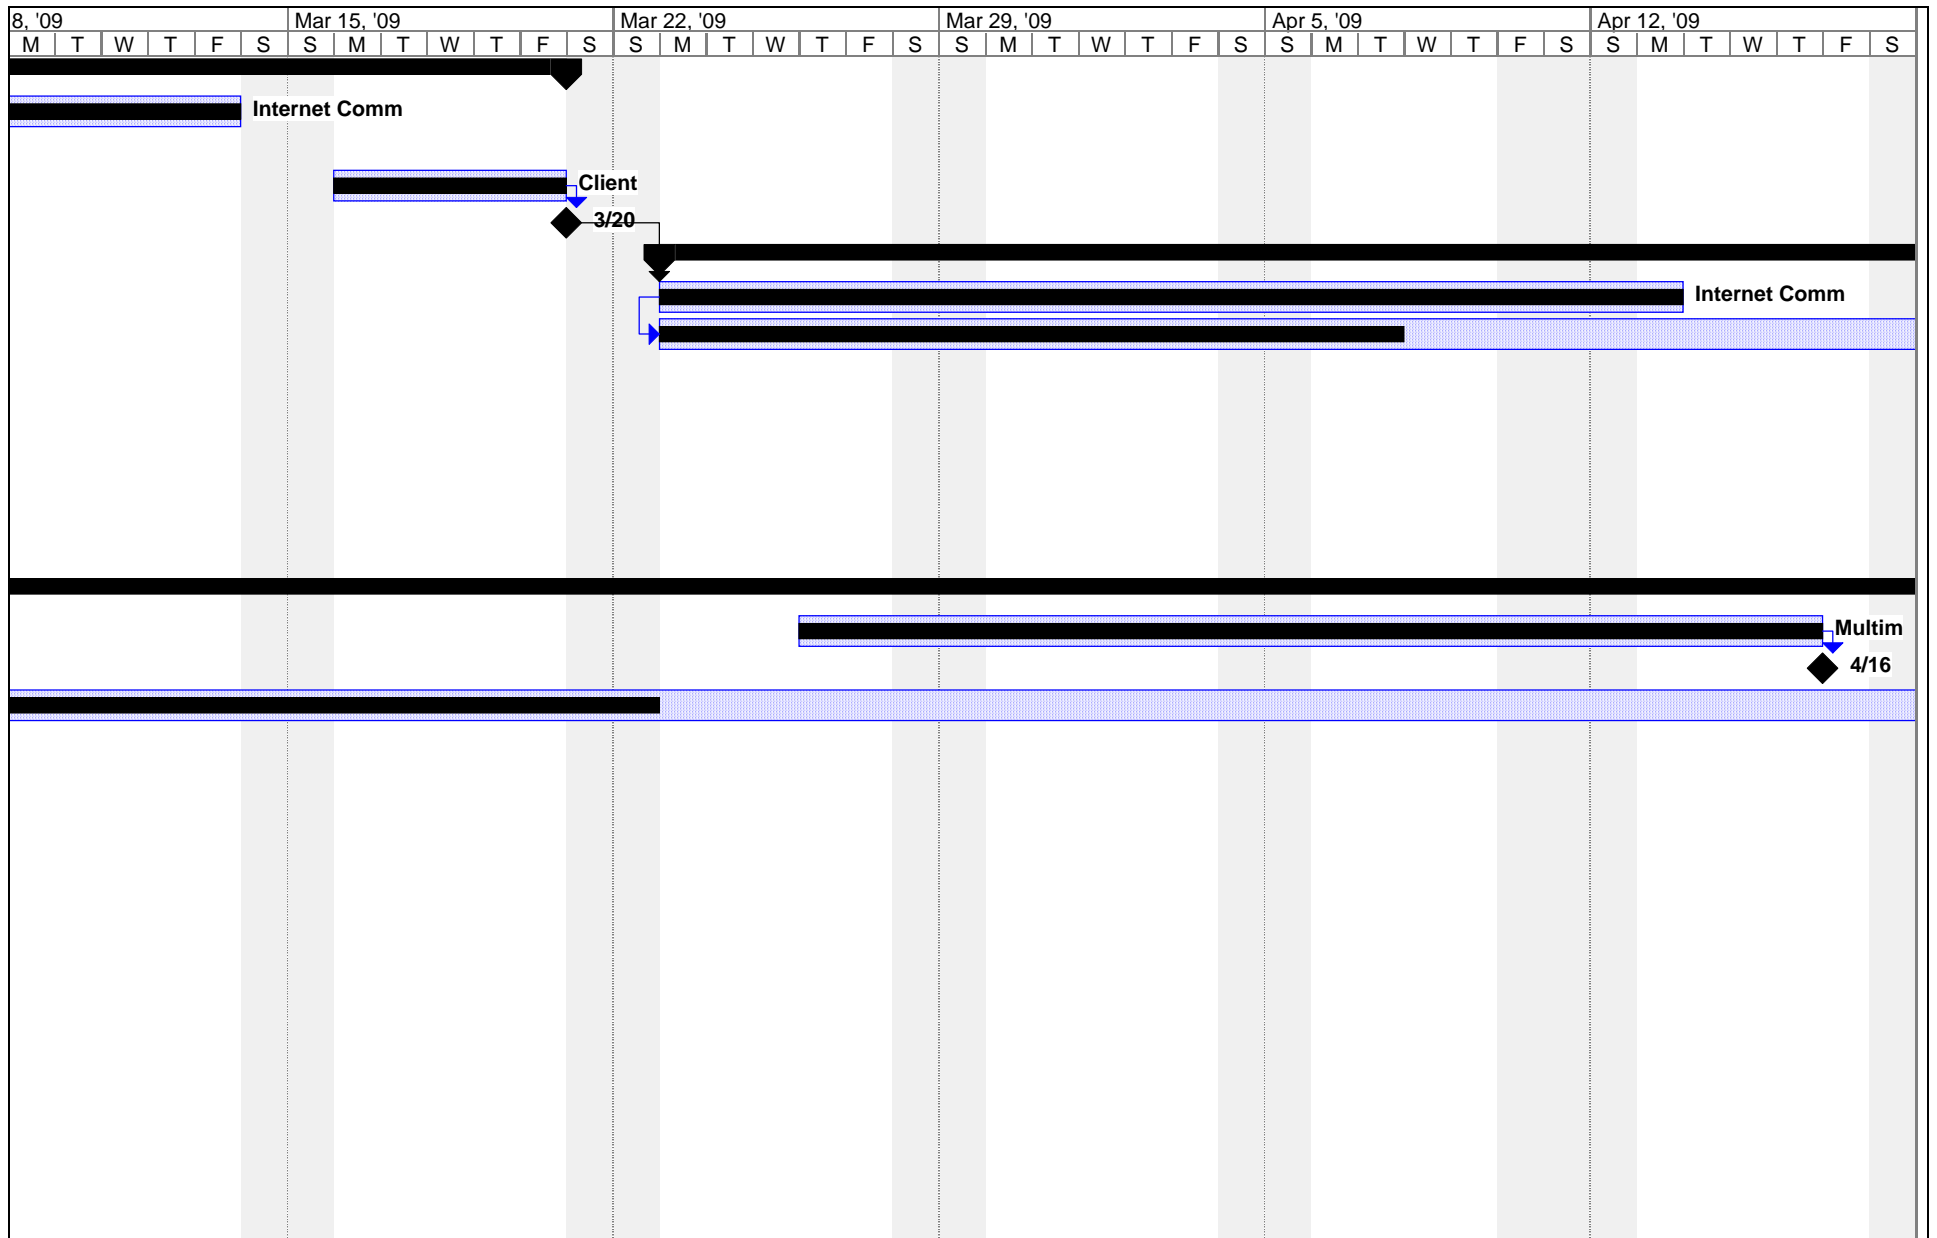 8, '09 Mar 15, '09 Mar 22, '09 Mar 29, '09 Apr 5, '09 Apr 12, '09
M T W T F S S M T W T F S S M T W T F S S M T W T F S S M T W T F S S M T W T F S
Internet Comm
Client
3/20
Internet Comm
Multim
4/16